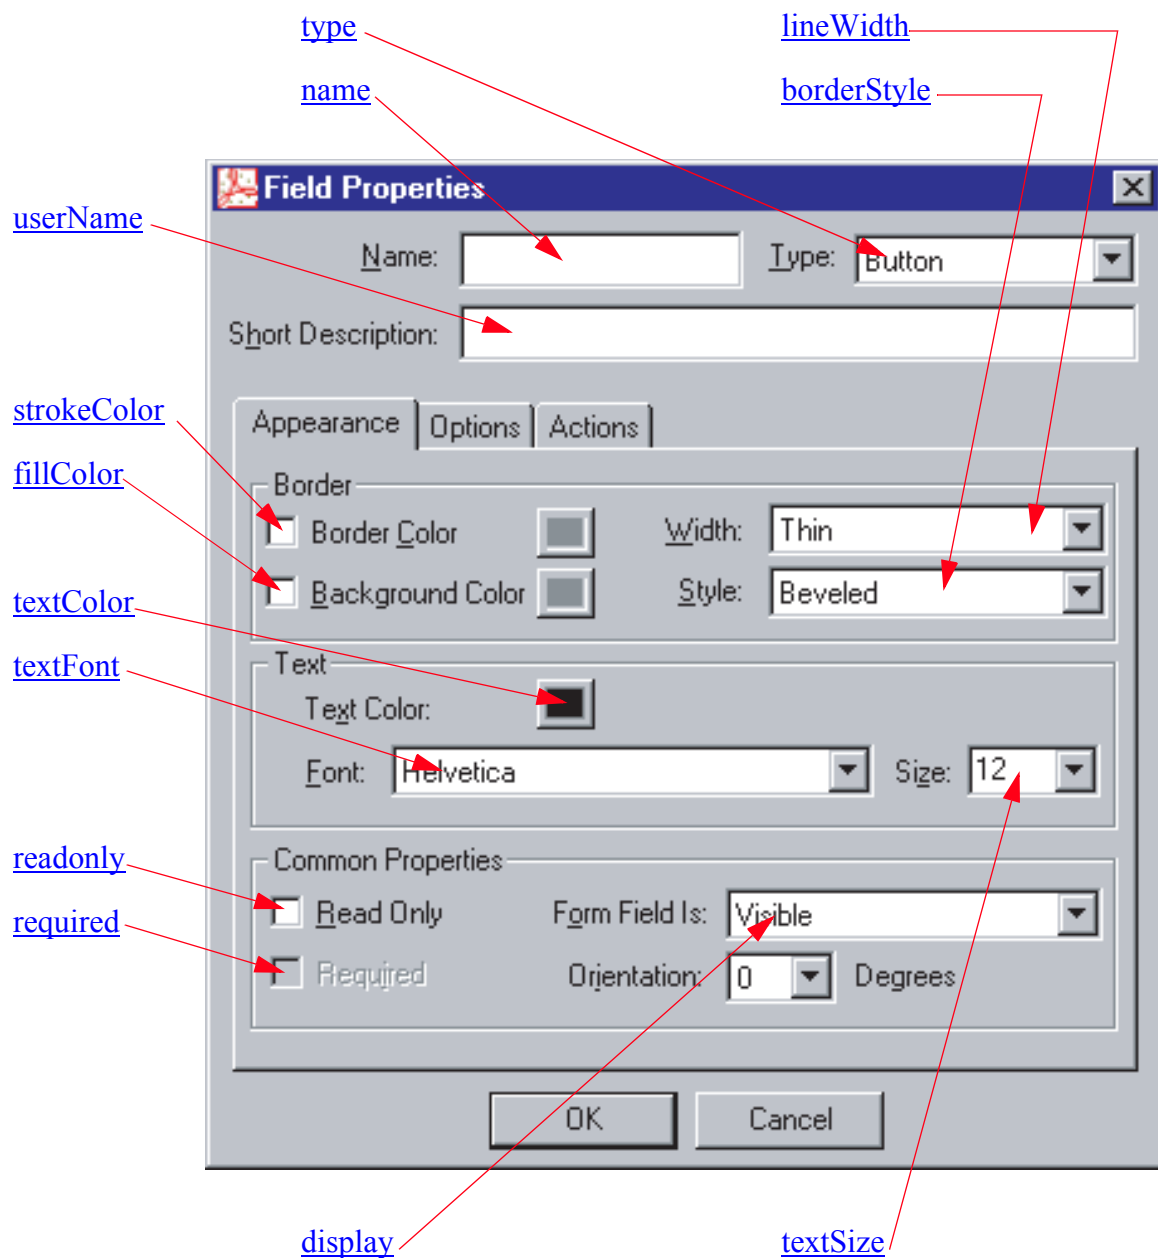 type lineWidth
name borderStyle
Field Properties
userName
Name: Type: Button
Short Description:
strokeColor
Appearance Options Actions
fillColor
Border
Border Color Width: Thin
textColor
Background Color Style: Beveled
textFont
Text
Text Color:
Font: Helvetica Size: 12
readonly
Common Properties
required
Read Only Form Field Is: Visible
Required Orientation: 0 Degrees
OK Cancel
display textSize